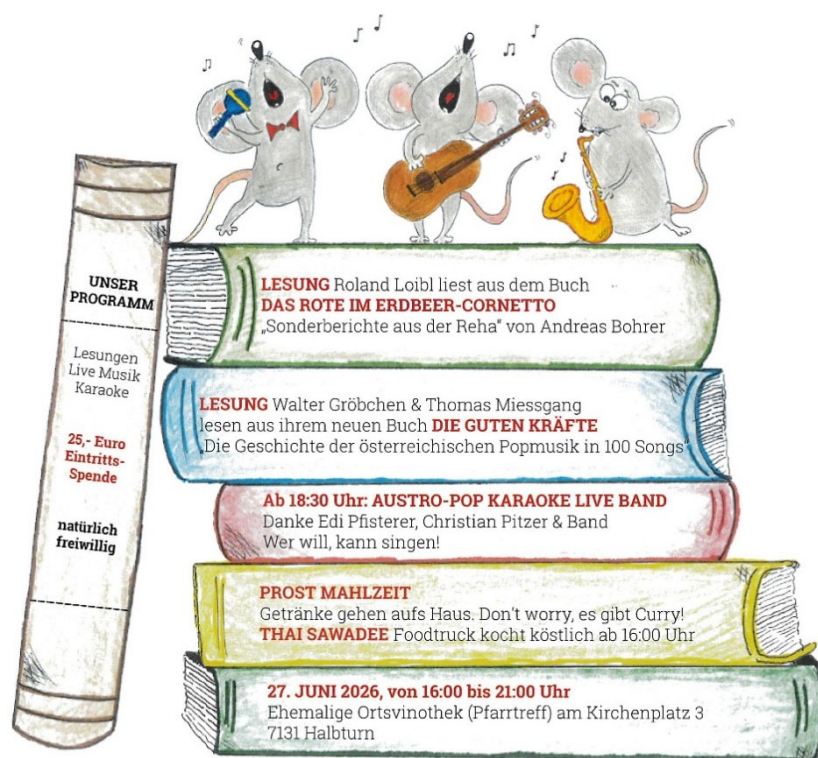 UNSER
PROGRAMM
Lesungen
Live Musik
Karaoke
25,- Euro
Eintritts-
Spende
natürlich
freiwillig
LESUNG Roland Loibl liest aus dem Buch
DAS ROTE IM ERDBEER-CORNETTO
„Sonderberichte aus der Reha“ von Andreas Bohrer
LESUNG Walter Gröbchen & Thomas Miessgang
lesen aus ihrem neuen Buch DIE GUTEN KRÄFTE
„Die Geschichte der österreichischen Popmusik in 100 Songs“
Ab 18:30 Uhr: AUSTRO-POP KARAOKE LIVE BAND
Danke Edi Pfisterer, Christian Pitzer & Band
Wer will, kann singen!
PROST MAHLZEIT
Getränke gehen aufs Haus. Don't worry, es gibt Curry!
THAI SAWADEE Foodtruck kocht köstlich ab 16:00 Uhr
27. JUNI 2026, von 16:00 bis 21:00 Uhr
Ehemalige Ortsvinothek (Pfarrtreff) am Kirchenplatz 3
7131 Halbturn